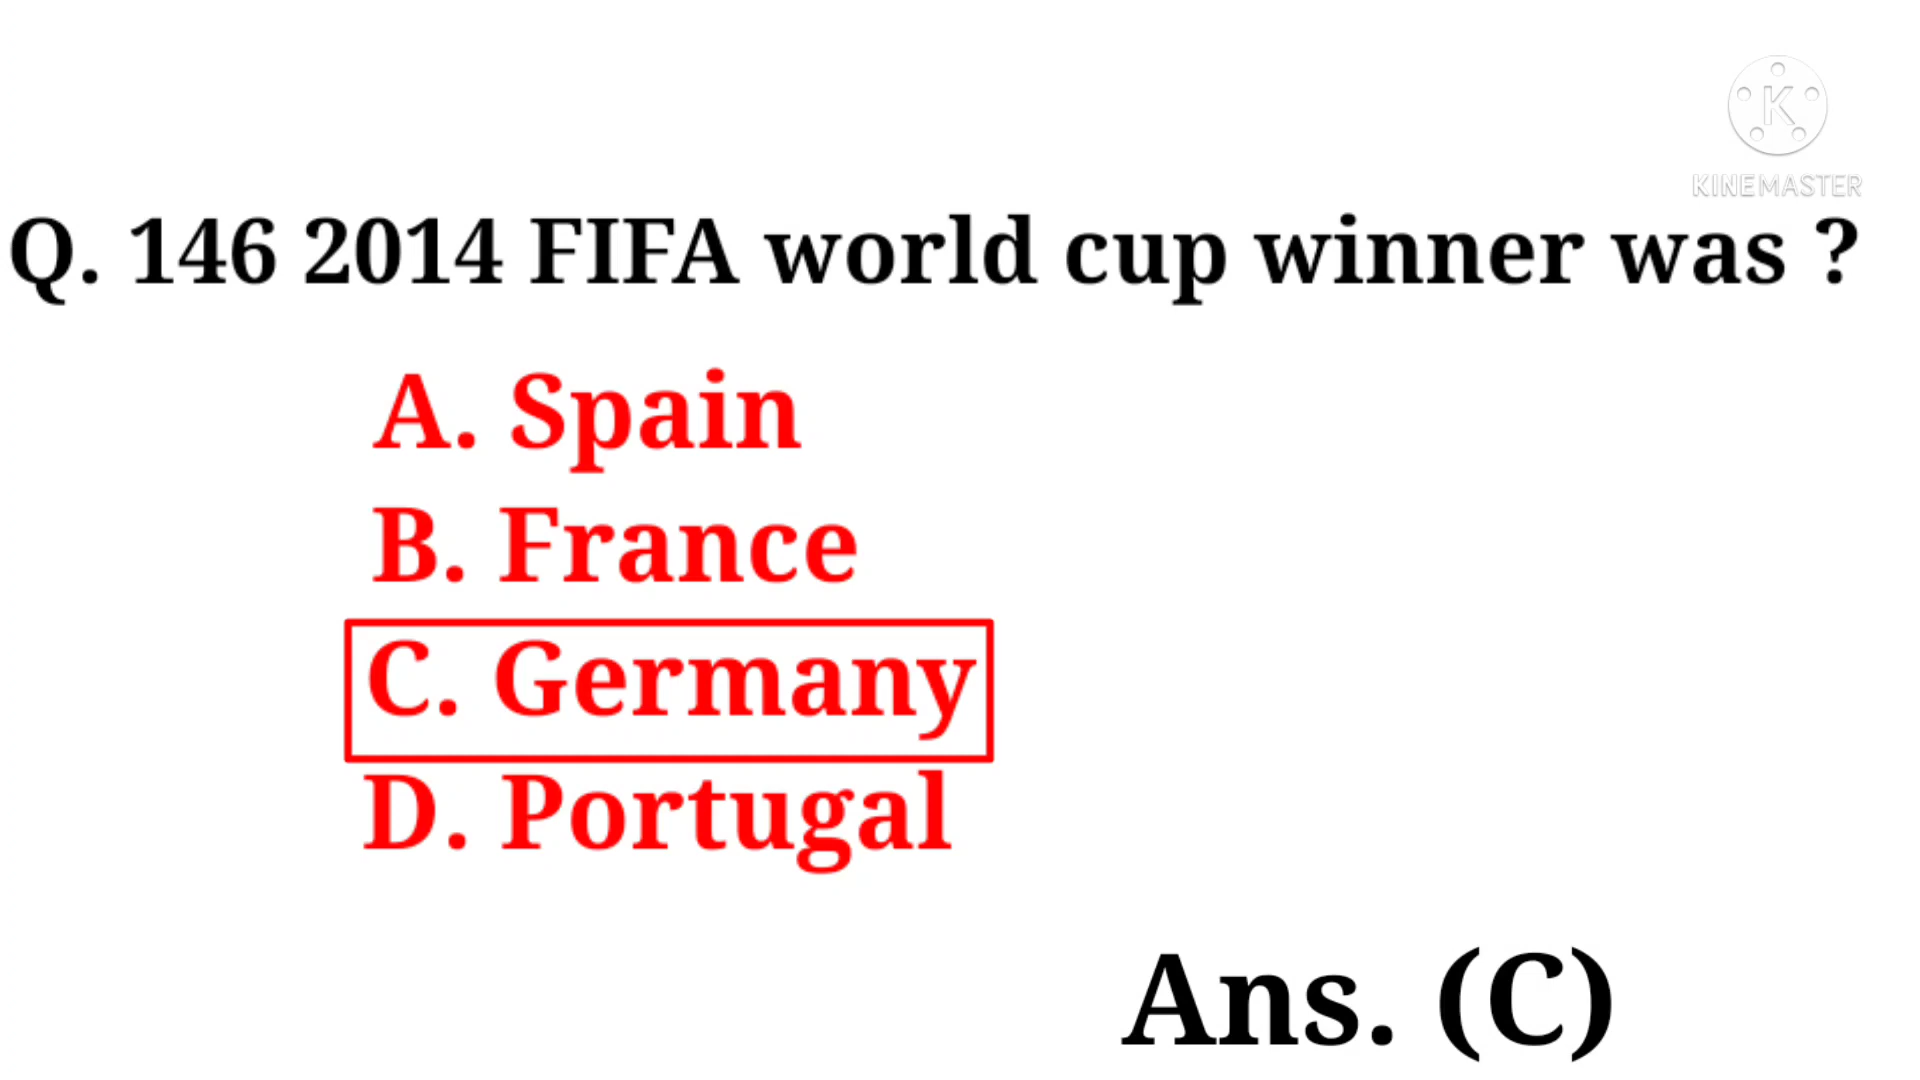 KINEMASTER
Q. 146 2014 FIFA world cup winner was ?
A. Spain
B. France
C. Germany
D. Portugal
Ans. (C)